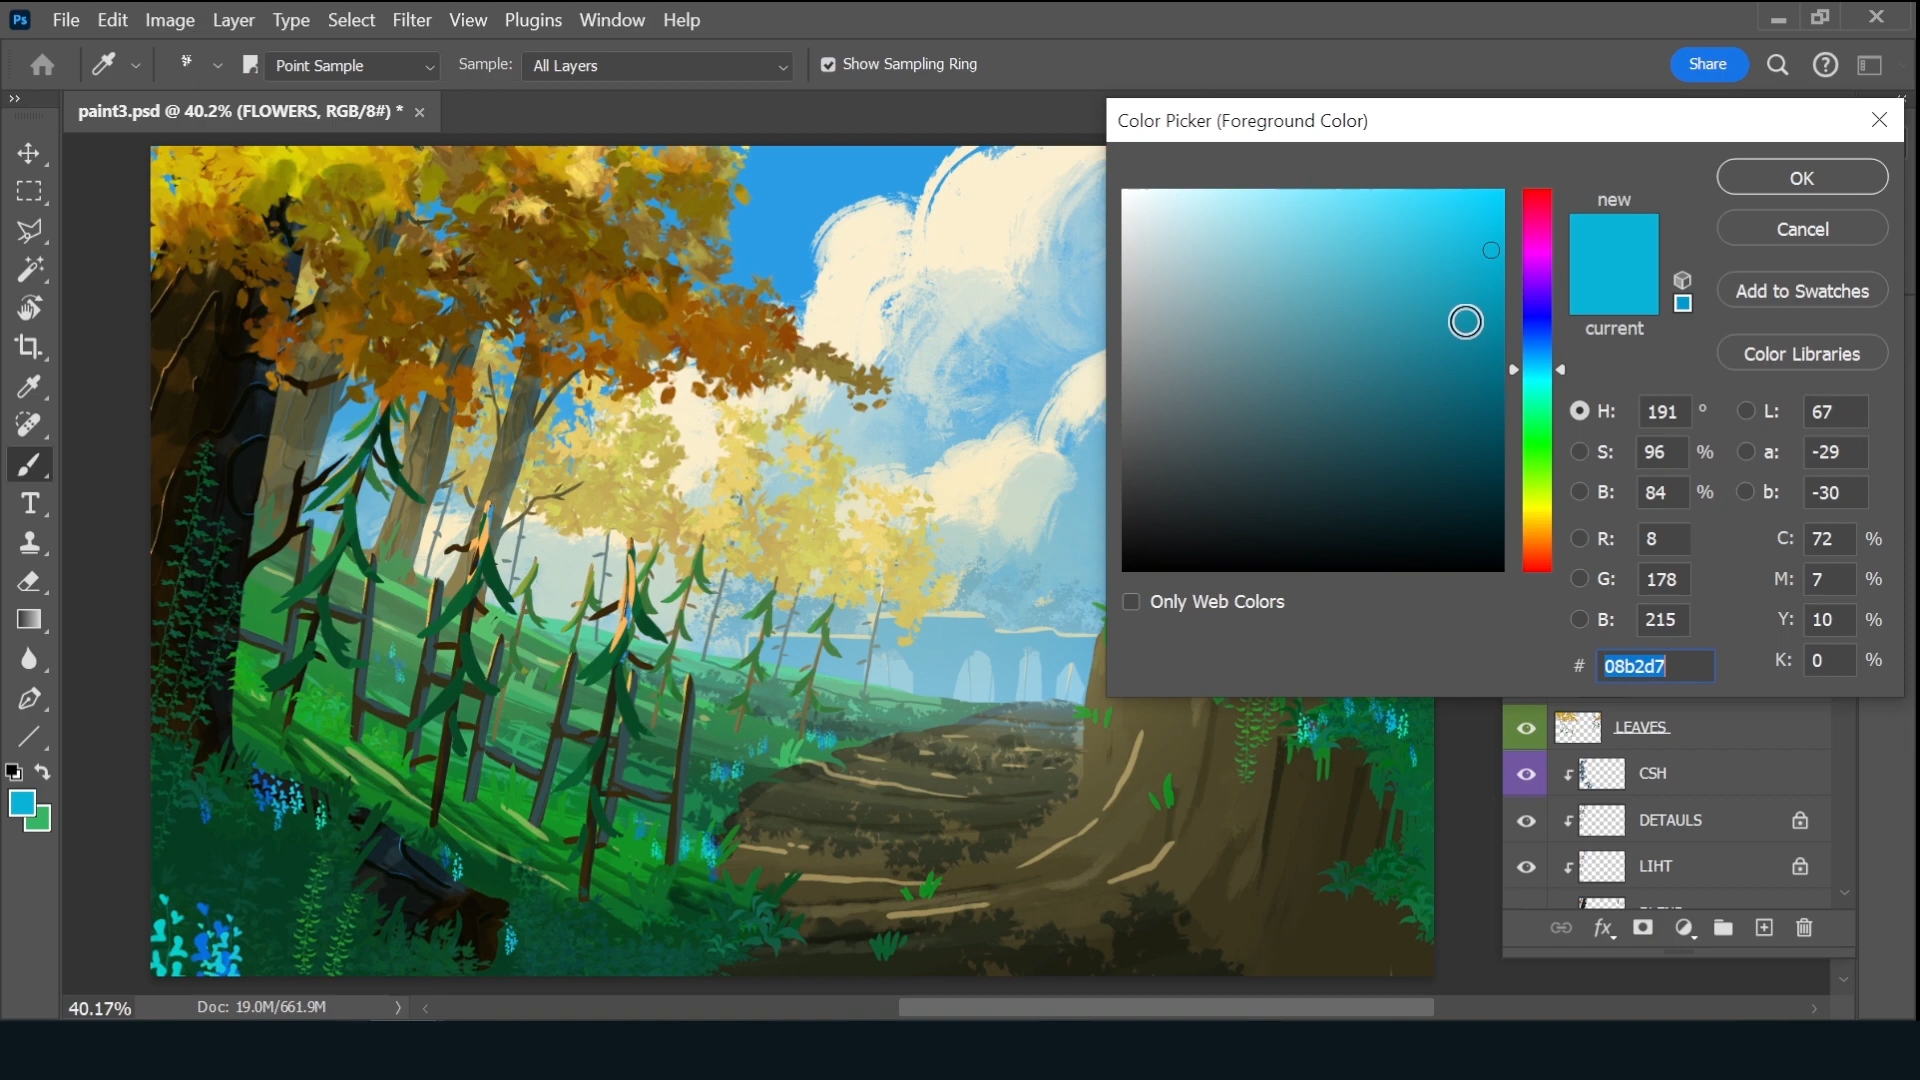 Ps File Edit Image Layer Type Select Filter View Plugins Window Help
Point Sample Sample: All Layers Show Sampling Ring Share
paint3.psd @ 40.2% (FLOWERS, RGB/8#) *
Color Picker (Foreground Color)
OK
new
Cancel
Add to Swatches
current
Color Libraries
H: 191 ° L: 67
S: 96 % a: -29
B: 84 % b: -30
R: 8 C: 72 %
G: 178 M: 7 %
Only Web Colors
B: 215 Y: 10 %
# 08b2d7 K: 0 %
LEAVES
CSH
DETAULS
LIHT
fx
40.17% Doc: 19.0M/661.9M